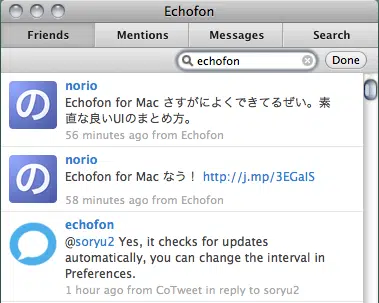 Echofon
Friends Mentions Messages Search
echofon Done
の norio
Echofon for Mac さすがによくできてるぜい。素
直な良いUIのまとめ方。
56 minutes ago from Echofon
の norio
Echofon for Mac なう！ http://j.mp/3EGaIS
58 minutes ago from Echofon
echofon
@soryu2 Yes, it checks for updates
automatically, you can change the interval in
Preferences.
1 hour ago from CoTweet in reply to soryu2